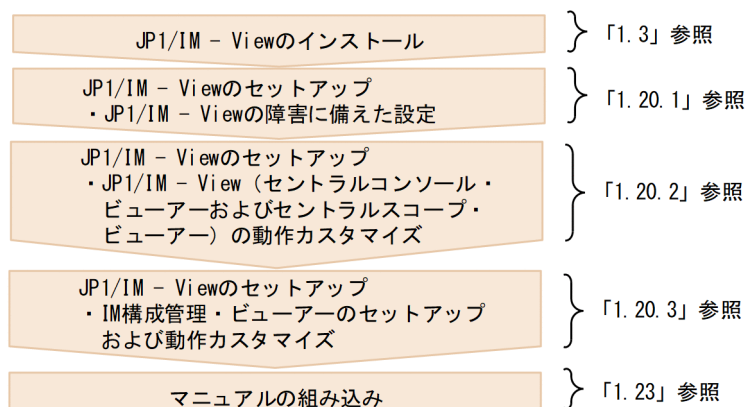 JP1/IM - Viewのインストール
「1.3」参照
JP1/IM - Viewのセットアップ
・JP1/IM - Viewの障害に備えた設定
「1.20.1」参照
JP1/IM - Viewのセットアップ
・JP1/IM - View（セントラルコンソール・
ビューアーおよびセントラルスコープ・
ビューアー）の動作カスタマイズ
「1.20.2」参照
JP1/IM - Viewのセットアップ
・IM構成管理・ビューアーのセットアップ
および動作カスタマイズ
「1.20.3」参照
マニュアルの組み込み
「1.23」参照